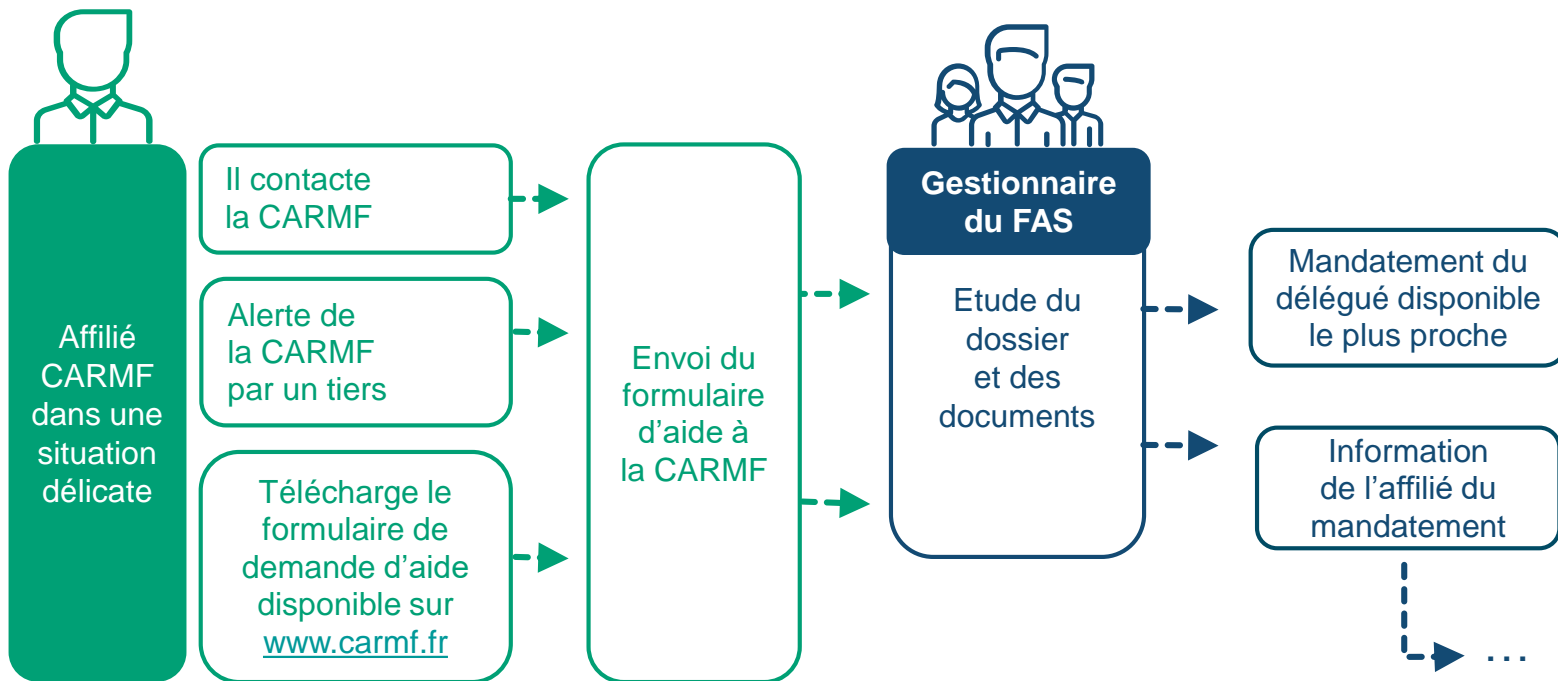 Affilié
CARMF
dans une
situation
délicate
Il contacte
la CARMF
Alerte de
la CARMF
par un tiers
Télécharge le
formulaire de
demande d’aide
disponible sur
www.carmf.fr
Envoi du
formulaire
d’aide à
la CARMF
Gestionnaire
du FAS
Etude du
dossier
et des
documents
Mandatement du
délégué disponible
le plus proche
Information
de l’affilié du
mandatement
...